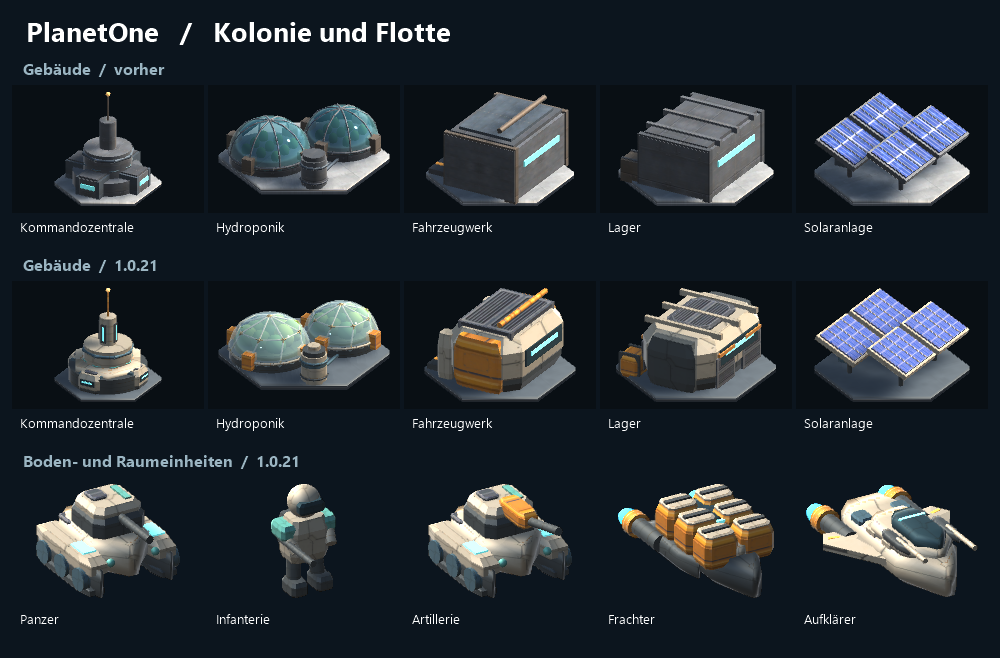 PlanetOne / Kolonie und Flotte
Gebäude / vorher
Kommandozentrale Hydroponik Fahrzeugwerk Lager Solaranlage
Gebäude / 1.0.21
Kommandozentrale Hydroponik Fahrzeugwerk Lager Solaranlage
Boden- und Raumeinheiten / 1.0.21
Panzer Infanterie Artillerie Frachter Aufklärer